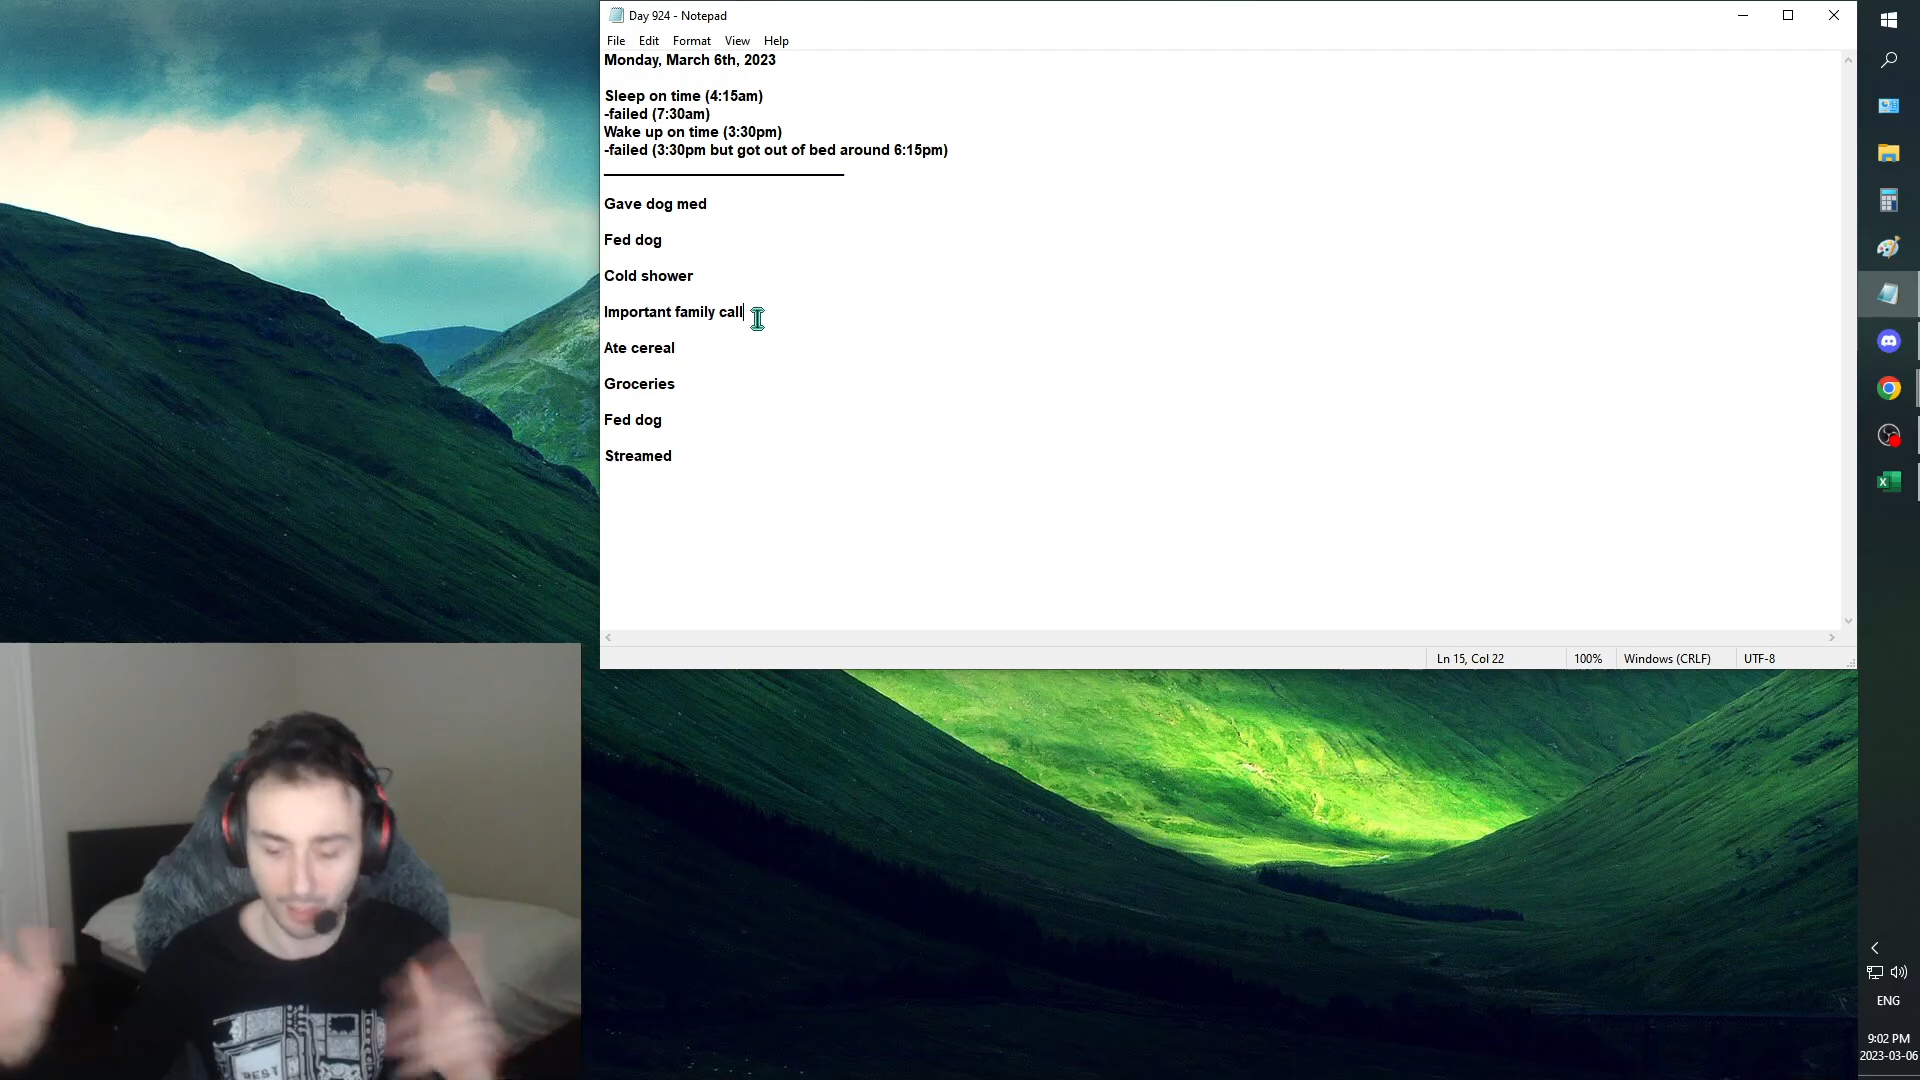 Day 924 - Notepad
File Edit Format View Help
Monday, March 6th, 2023
Sleep on time (4:15am)
-failed (7:30am)
Wake up on time (3:30pm)
-failed (3:30pm but got out of bed around 6:15pm)
Gave dog med
Fed dog
Cold shower
Important family call
Ate cereal
Groceries
Fed dog
Streamed
Ln 15, Col 22 100% Windows (CRLF) UTF-8
ENG
9:02 PM
2023-03-06